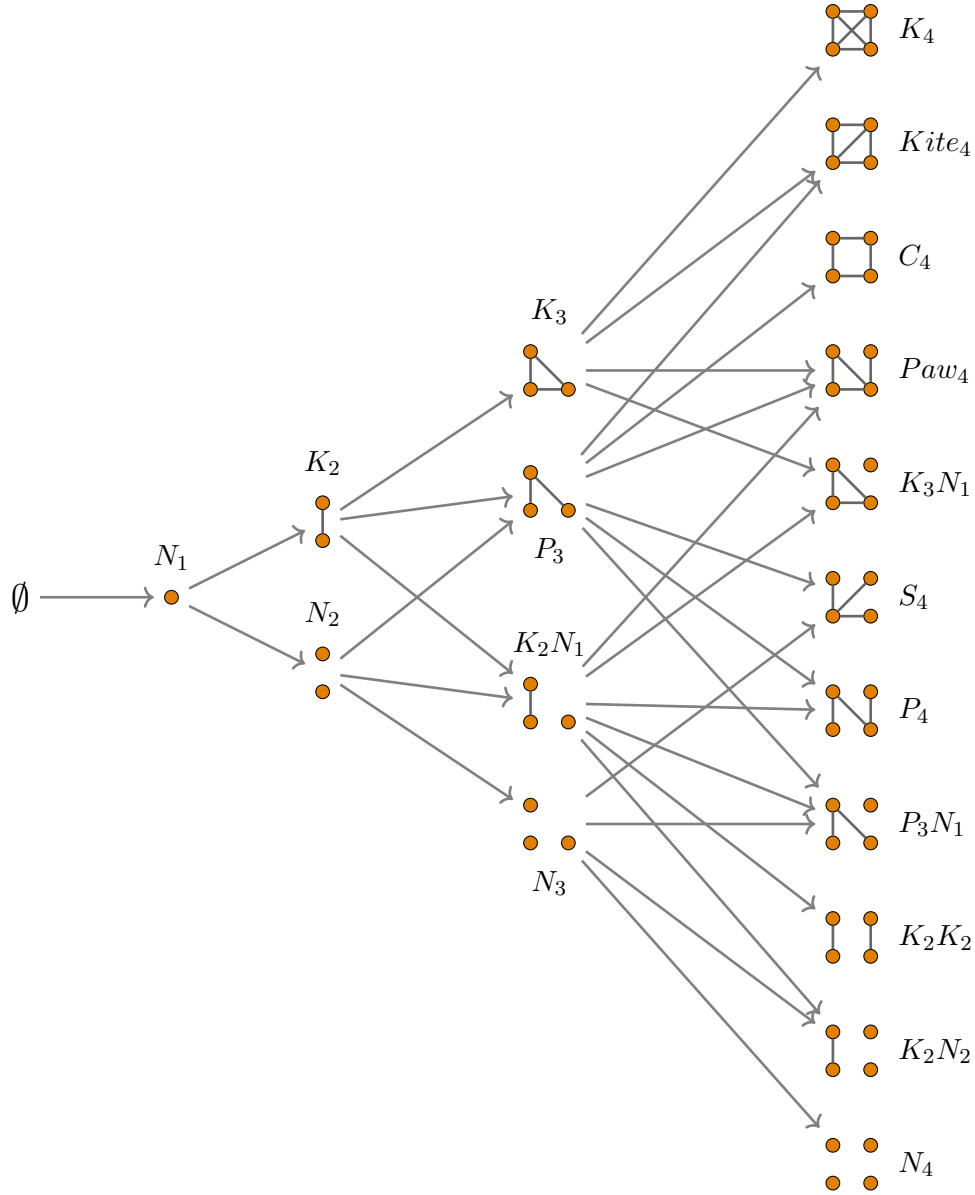 ∅
N₁
K₂
N₂
K₃
P₃
K₂N₁
N₃
K₄
Kite₄
C₄
Paw₄
K₃N₁
S₄
P₄
P₃N₁
K₂K₂
K₂N₂
N₄